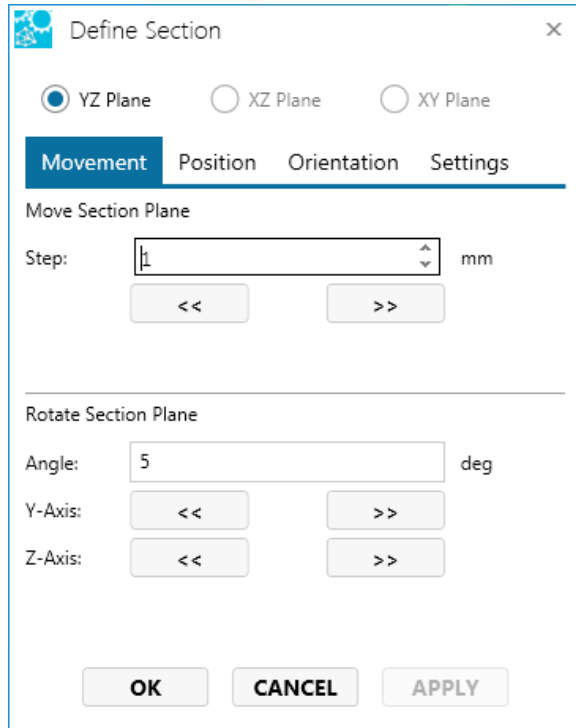 Define Section
YZ Plane XZ Plane XY Plane
Movement Position Orientation Settings
Move Section Plane
Step: 1 mm
<< >>
Rotate Section Plane
Angle: 5 deg
Y-Axis: << >>
Z-Axis: << >>
OK CANCEL APPLY